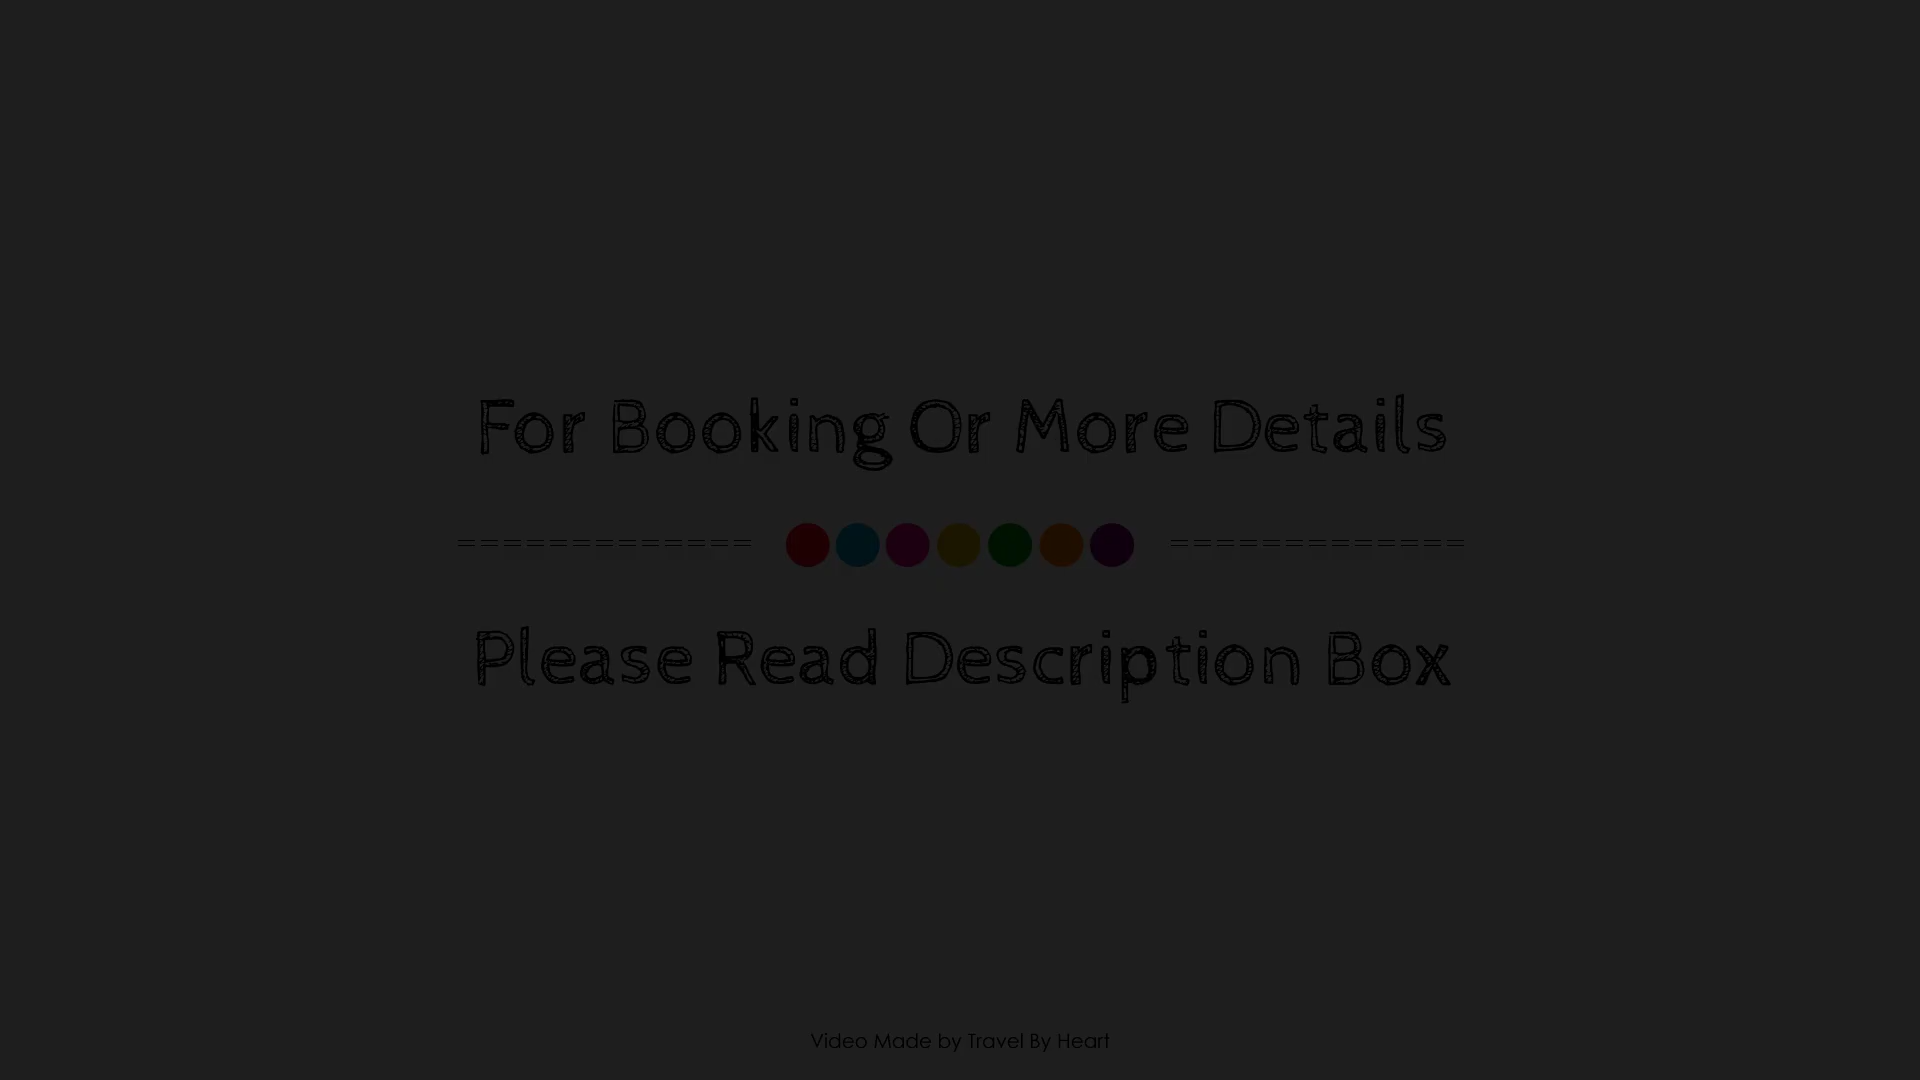 For Booking Or More Details
============= =============
Please Read Description Box
Video Made by Travel By Heart